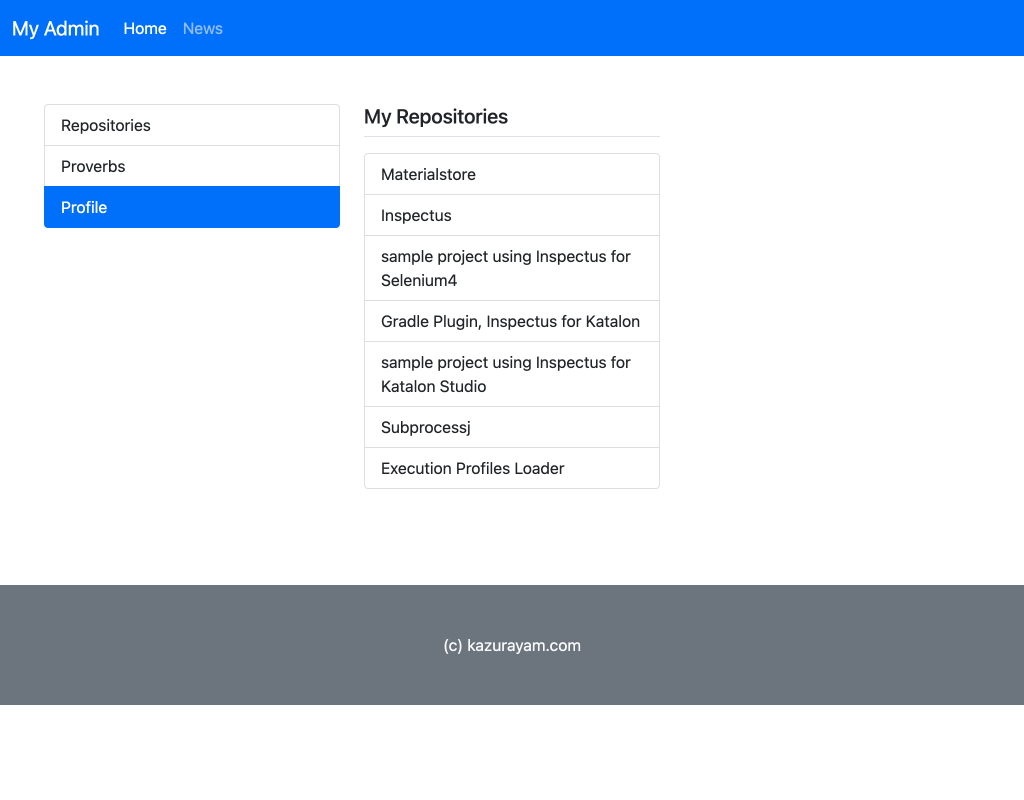 My Admin Home News
Repositories
Proverbs
Profile
My Repositories
Materialstore
Inspectus
sample project using Inspectus for
Selenium4
Gradle Plugin, Inspectus for Katalon
sample project using Inspectus for
Katalon Studio
Subprocessj
Execution Profiles Loader
(c) kazurayam.com